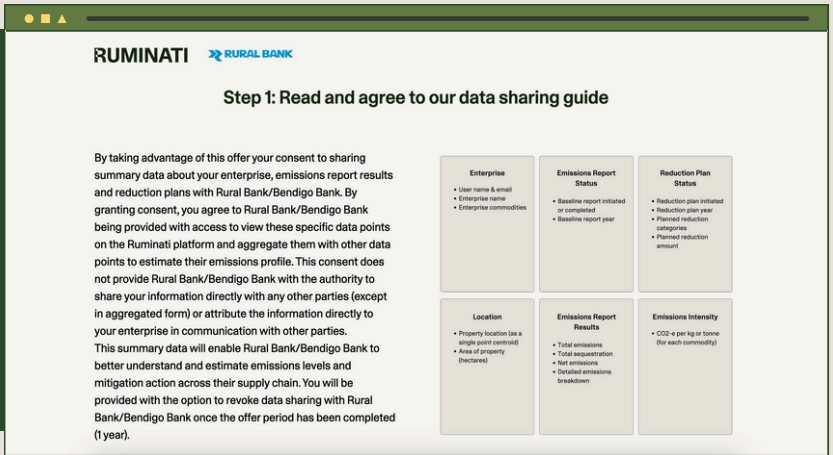 RUMINATI
RURAL BANK
Step 1: Read and agree to our data sharing guide
By taking advantage of this offer your consent to sharing
summary data about your enterprise, emissions report results
and reduction plans with Rural Bank/Bendigo Bank. By
granting consent, you agree to Rural Bank/Bendigo Bank
being provided with access to view these specific data points
on the Ruminati platform and aggregate them with other data
points to estimate their emissions profile. This consent does
not provide Rural Bank/Bendigo Bank with the authority to
share your information directly with any other parties (except
in aggregated form) or attribute the information directly to
your enterprise in communication with other parties.
This summary data will enable Rural Bank/Bendigo Bank to
better understand and estimate emissions levels and
mitigation action across their supply chain. You will be
provided with the option to revoke data sharing with Rural
Bank/Bendigo Bank once the offer period has been completed
(1 year).
Enterprise
• User name & email
• Enterprise name
• Enterprise commodities
Emissions Report
Status
• Baseline report initiated
or completed
• Baseline report year
Reduction Plan
Status
• Reduction plan initiated
• Reduction plan year
• Planned reduction
categories
• Planned reduction
amount
Location
• Property location (as a
single point centroid)
• Area of property
(hectares)
Emissions Report
Results
• Total emissions
• Total sequestration
• Net emissions
• Detailed emissions
breakdown
Emissions Intensity
• CO2-e per kg or tonne
(for each commodity)